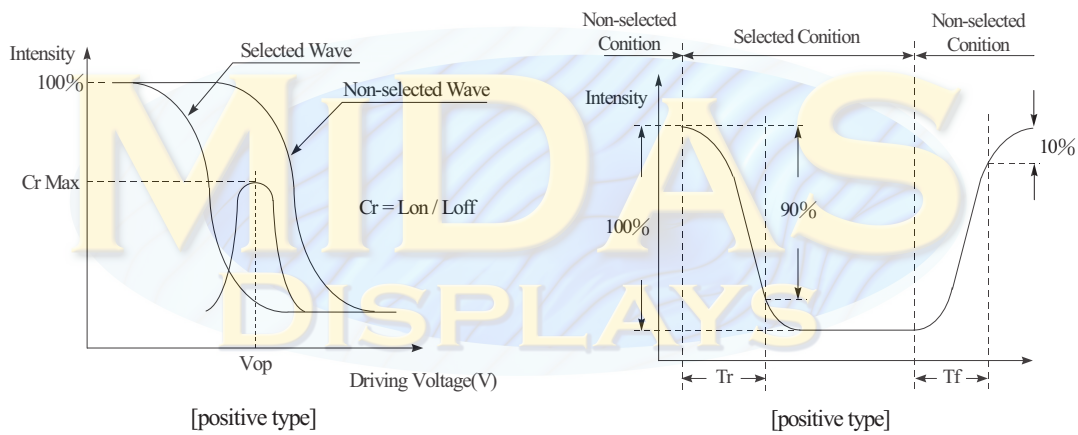 Intensity
100%
Selected Wave
Non-selected Wave
Cr Max
Cr = Lon / Loff
Vop
Driving Voltage(V)
[positive type]
Non-selected
Conition
Selected Conition
Non-selected
Conition
Intensity
100%
90%
10%
Tr
Tf
[positive type]
MIDAS
DISPLAYS